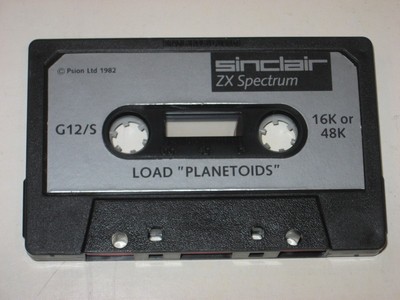 sinclair
© Psion Ltd 1982
ZX Spectrum
G12/S
16K or
48K
LOAD "PLANETOIDS"